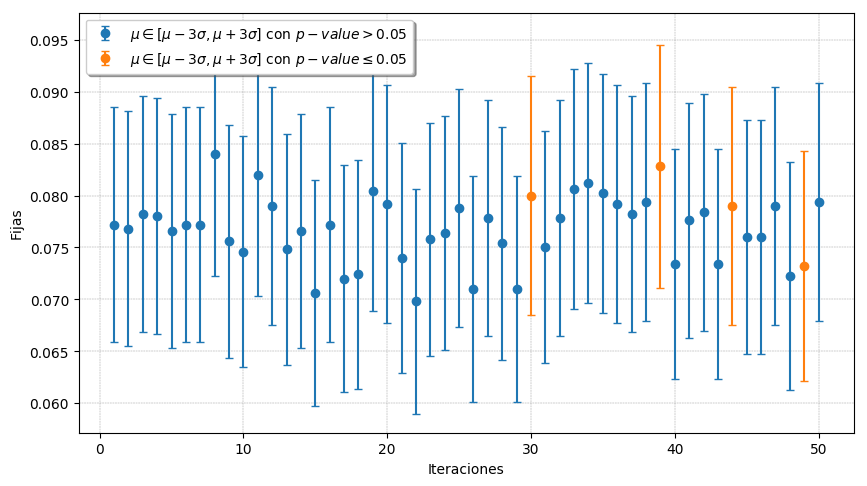 μ ∈ [μ − 3σ, μ + 3σ] con p − value > 0.05
μ ∈ [μ − 3σ, μ + 3σ] con p − value ≤ 0.05
0.095
0.090
0.085
0.080
0.075
0.070
0.065
0.060
Fijas
0 10 20 30 40 50
Iteraciones